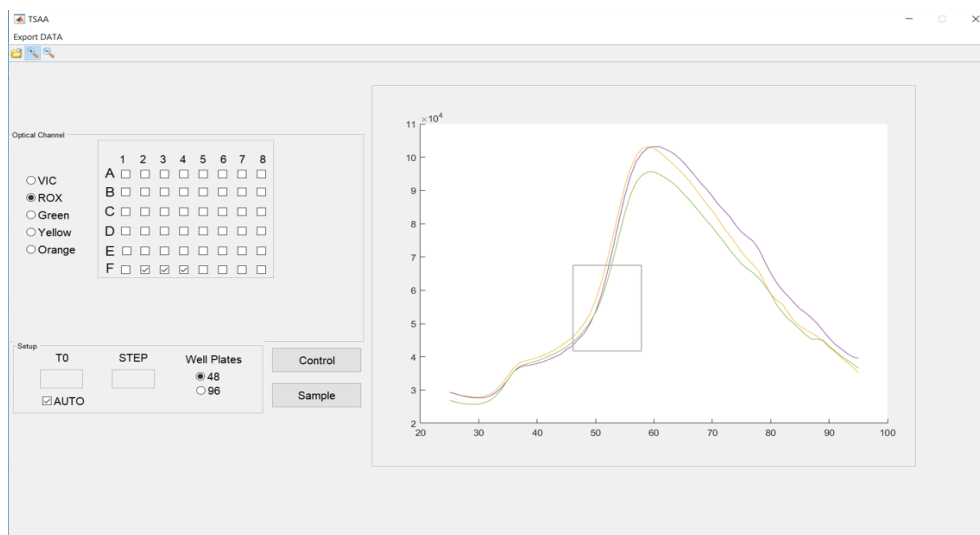 TSAA
Export DATA
Optical Channel
1 2 3 4 5 6 7 8
A
B
C
D
E
F
VIC
ROX
Green
Yellow
Orange
Setup
T0 STEP Well Plates
48
96
AUTO
Control
Sample
×10⁴
11
10
9
8
7
6
5
4
3
2
20 30 40 50 60 70 80 90 100